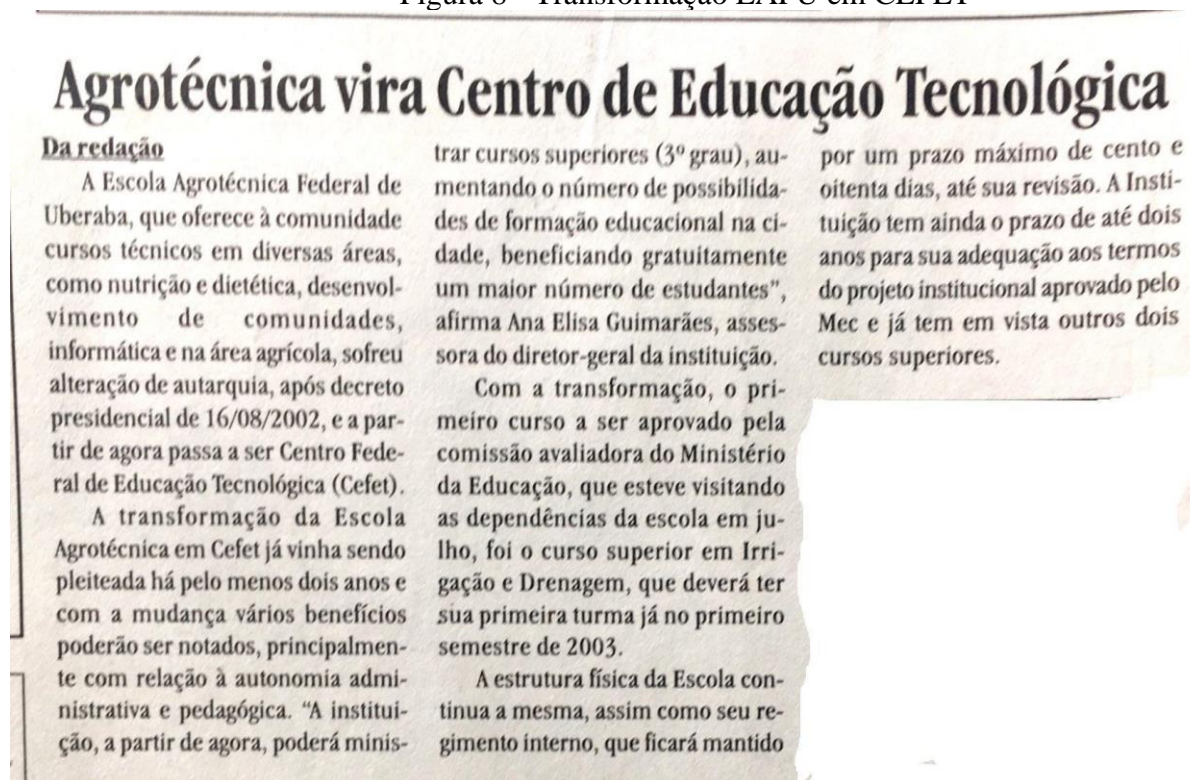 Figura 8 - Transformação EAFU em CEFET
Agrotécnica vira Centro de Educação Tecnológica
Da redação
A Escola Agrotécnica Federal de
Uberaba, que oferece à comunidade
cursos técnicos em diversas áreas,
como nutrição e dietética, desenvol-
vimento de comunidades,
informática e na área agrícola, sofreu
alteração de autarquia, após decreto
presidencial de 16/08/2002, e a par-
tir de agora passa a ser Centro Fede-
ral de Educação Tecnológica (Cefet).
A transformação da Escola
Agrotécnica em Cefet já vinha sendo
pleiteada há pelo menos dois anos e
com a mudança vários benefícios
poderão ser notados, principalmen-
te com relação à autonomia admi-
nistrativa e pedagógica. "A institui-
ção, a partir de agora, poderá minis-
trar cursos superiores (3º grau), au-
mentando o número de possibilida-
des de formação educacional na ci-
dade, beneficiando gratuitamente
um maior número de estudantes",
afirma Ana Elisa Guimarães, asses-
sora do diretor-geral da instituição.
Com a transformação, o pri-
meiro curso a ser aprovado pela
comissão avaliadora do Ministério
da Educação, que esteve visitando
as dependências da escola em ju-
lho, foi o curso superior em Irri-
gação e Drenagem, que deverá ter
sua primeira turma já no primeiro
semestre de 2003.
A estrutura física da Escola con-
tinua a mesma, assim como seu re-
gimento interno, que ficará mantido
por um prazo máximo de cento e
oitenta dias, até sua revisão. A Insti-
tuição tem ainda o prazo de até dois
anos para sua adequação aos termos
do projeto institucional aprovado pelo
Mec e já tem em vista outros dois
cursos superiores.